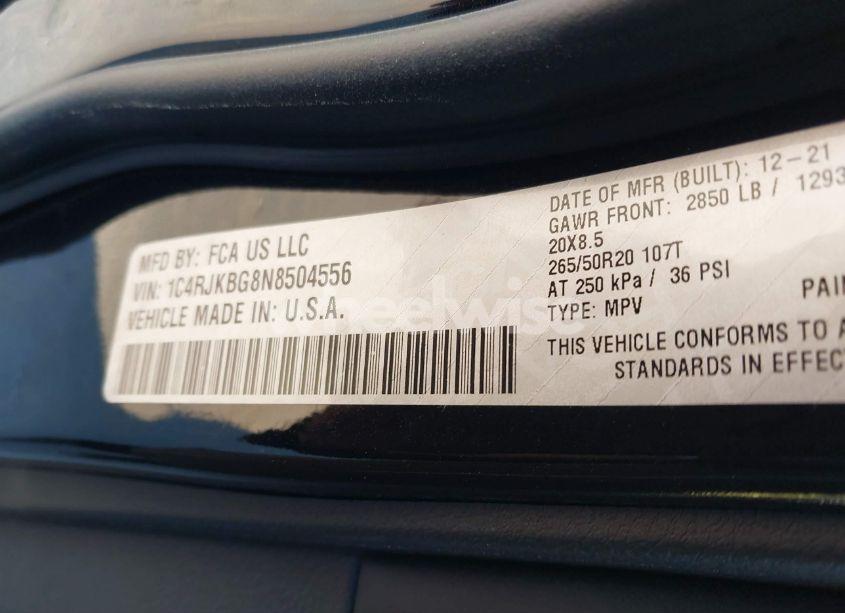 MFD BY: FCA US LLC
VIN: 1C4RJKBG8N8504556
VEHICLE MADE IN: U.S.A.
DATE OF MFR (BUILT): 12-21
GAWR FRONT: 2850 LB / 1293
20X8.5
265/50R20 107T
AT 250 kPa / 36 PSI
TYPE: MPV
PAIN
THIS VEHICLE CONFORMS TO A
STANDARDS IN EFFEC
wheelwise